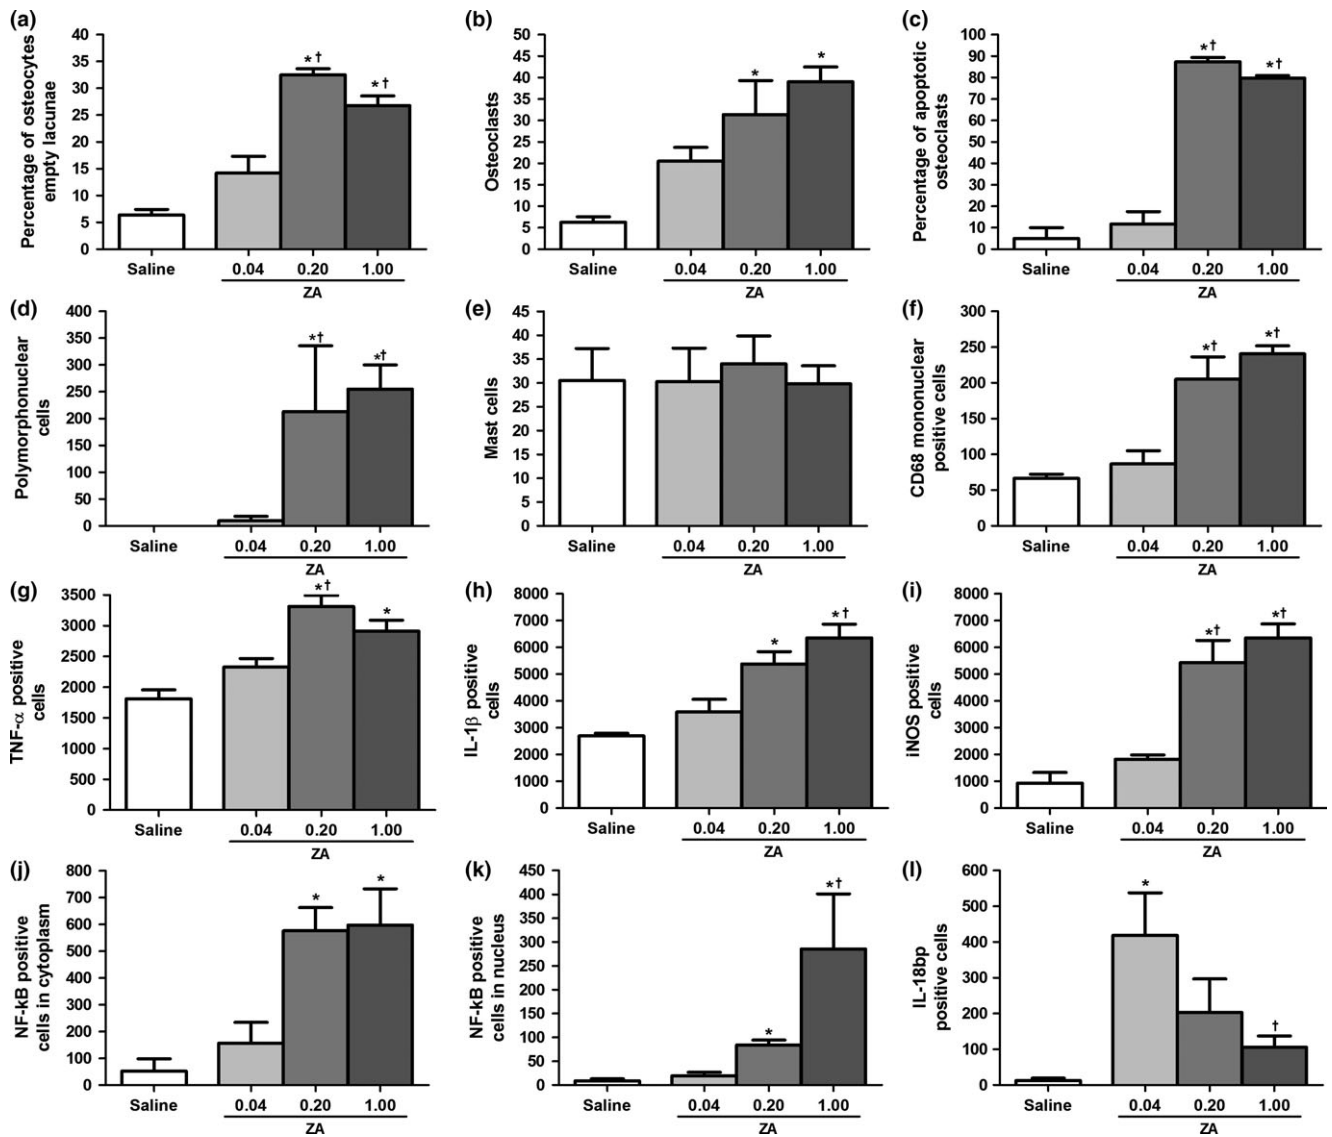 (a)
Percentage of osteocytes
empty lacunae
40
35
30
25
20
15
10
5
0
*†
*†
Saline
0.04
0.20
1.00
ZA
(b)
Osteoclasts
50
45
40
35
30
25
20
15
10
5
0
*
*
Saline
0.04
0.20
1.00
ZA
(c)
Percentage of apoptotic
osteoclasts
100
90
80
70
60
50
40
30
20
10
0
*†
*†
Saline
0.04
0.20
1.00
ZA
(d)
Polymorphonuclear
cells
400
350
300
250
200
150
100
50
0
*†
*†
Saline
0.04
0.20
1.00
ZA
(e)
Mast cells
45
40
35
30
25
20
15
10
5
0
Saline
0.04
0.20
1.00
ZA
(f)
CD68 mononuclear
positive cells
300
250
200
150
100
50
0
*†
*†
Saline
0.04
0.20
1.00
ZA
(g)
TNF-α positive
cells
3500
3000
2500
2000
1500
1000
500
0
*†
*
Saline
0.04
0.20
1.00
ZA
(h)
IL-1β positive
cells
8000
7000
6000
5000
4000
3000
2000
1000
0
*
*†
Saline
0.04
0.20
1.00
ZA
(i)
iNOS positive
cells
8000
7000
6000
5000
4000
3000
2000
1000
0
*†
*†
Saline
0.04
0.20
1.00
ZA
(j)
NF-kB positive
cells in cytoplasm
800
700
600
500
400
300
200
100
0
*
*
Saline
0.04
0.20
1.00
ZA
(k)
NF-kB positive
cells in nucleus
450
400
350
300
250
200
150
100
50
0
*
*†
Saline
0.04
0.20
1.00
ZA
(l)
IL-18bp
positive cells
600
500
400
300
200
100
0
*
†
Saline
0.04
0.20
1.00
ZA